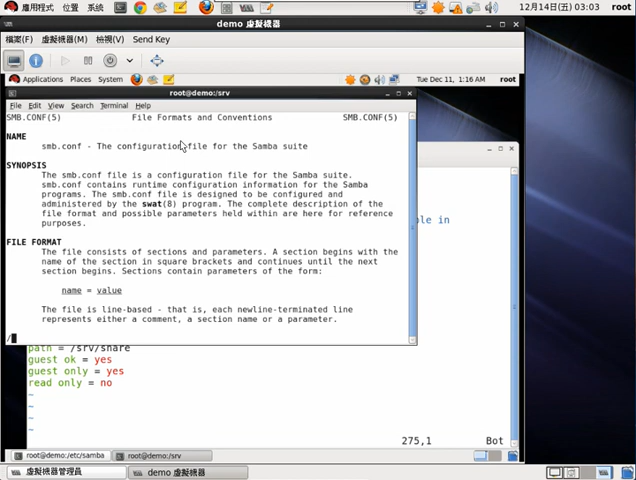 應用程式 位置 系統 12月14日(五) 03:03 root
demo 虛擬機器
檔案(F) 虛擬機器(M) 檢視(V) Send Key
Applications Places System Tue Dec 11, 1:16 AM root
root@demo:/srv
File Edit View Search Terminal Help
SMB.CONF(5) File Formats and Conventions SMB.CONF(5)
NAME
smb.conf - The configuration file for the Samba suite
SYNOPSIS
The smb.conf file is a configuration file for the Samba suite.
smb.conf contains runtime configuration information for the Samba
programs. The smb.conf file is designed to be configured and
administered by the swat(8) program. The complete description of the
file format and possible parameters held within are here for reference
purposes.
FILE FORMAT
The file consists of sections and parameters. A section begins with the
name of the section in square brackets and continues until the next
section begins. Sections contain parameters of the form:
name = value
The file is line-based - that is, each newline-terminated line
represents either a comment, a section name or a parameter.
/
ble in
path = /srv/share
guest ok = yes
guest only = yes
read only = no
~
~
~
~
275,1 Bot
root@demo:/etc/samba root@demo:/srv
虛擬機器管理員 demo 虛擬機器